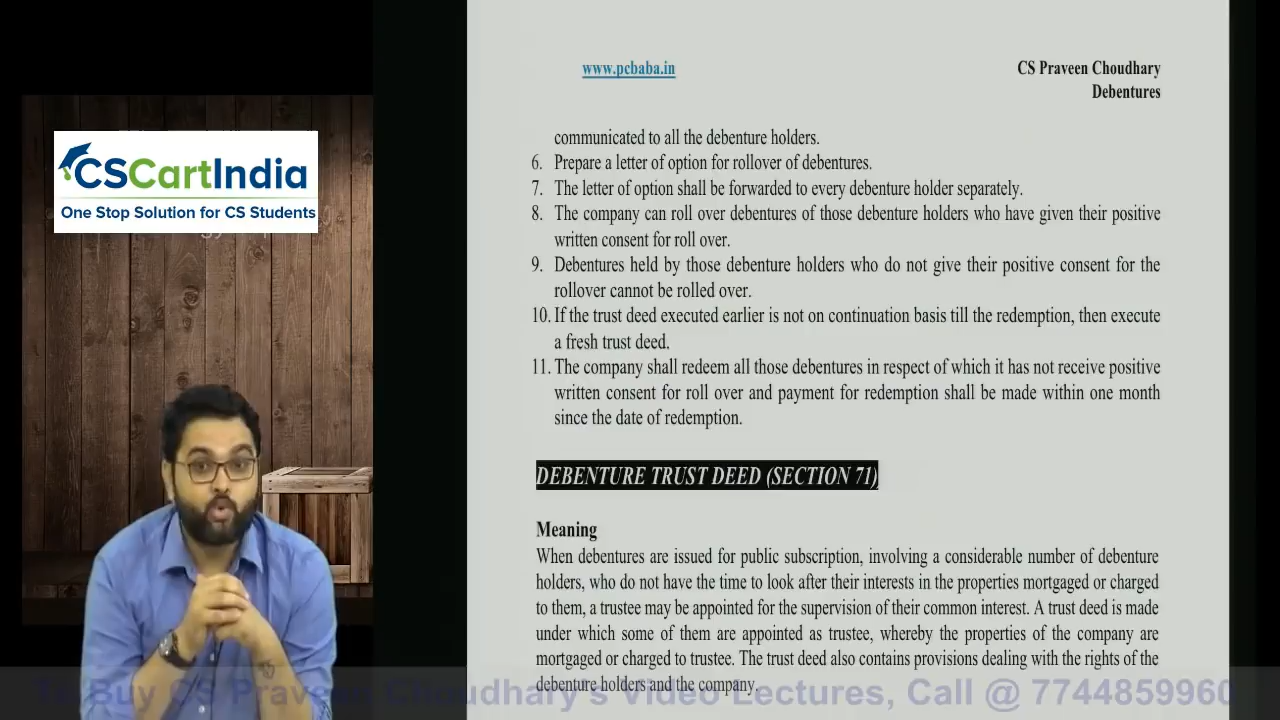 www.pcbaba.in
CS Praveen Choudhary
Debentures
CSCartIndia
One Stop Solution for CS Students
communicated to all the debenture holders.
6. Prepare a letter of option for rollover of debentures.
7. The letter of option shall be forwarded to every debenture holder separately.
8. The company can roll over debentures of those debenture holders who have given their positive
written consent for roll over.
9. Debentures held by those debenture holders who do not give their positive consent for the
rollover cannot be rolled over.
10. If the trust deed executed earlier is not on continuation basis till the redemption, then execute
a fresh trust deed.
11. The company shall redeem all those debentures in respect of which it has not receive positive
written consent for roll over and payment for redemption shall be made within one month
since the date of redemption.
DEBENTURE TRUST DEED (SECTION 71)
Meaning
When debentures are issued for public subscription, involving a considerable number of debenture
holders, who do not have the time to look after their interests in the properties mortgaged or charged
to them, a trustee may be appointed for the supervision of their common interest. A trust deed is made
under which some of them are appointed as trustee, whereby the properties of the company are
mortgaged or charged to trustee. The trust deed also contains provisions dealing with the rights of the
debenture holders and the company.
To Buy CS Praveen Choudhary's Video Lectures, Call @ 7744859960